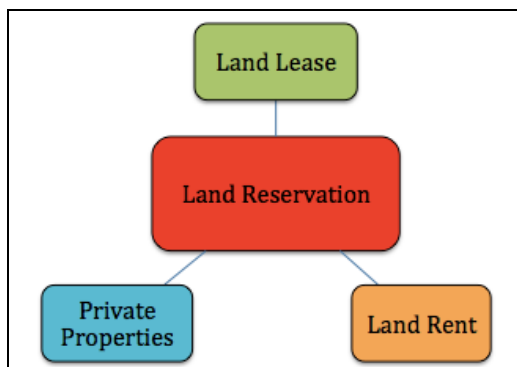 Land Lease
Land Reservation
Private
Properties
Land Rent